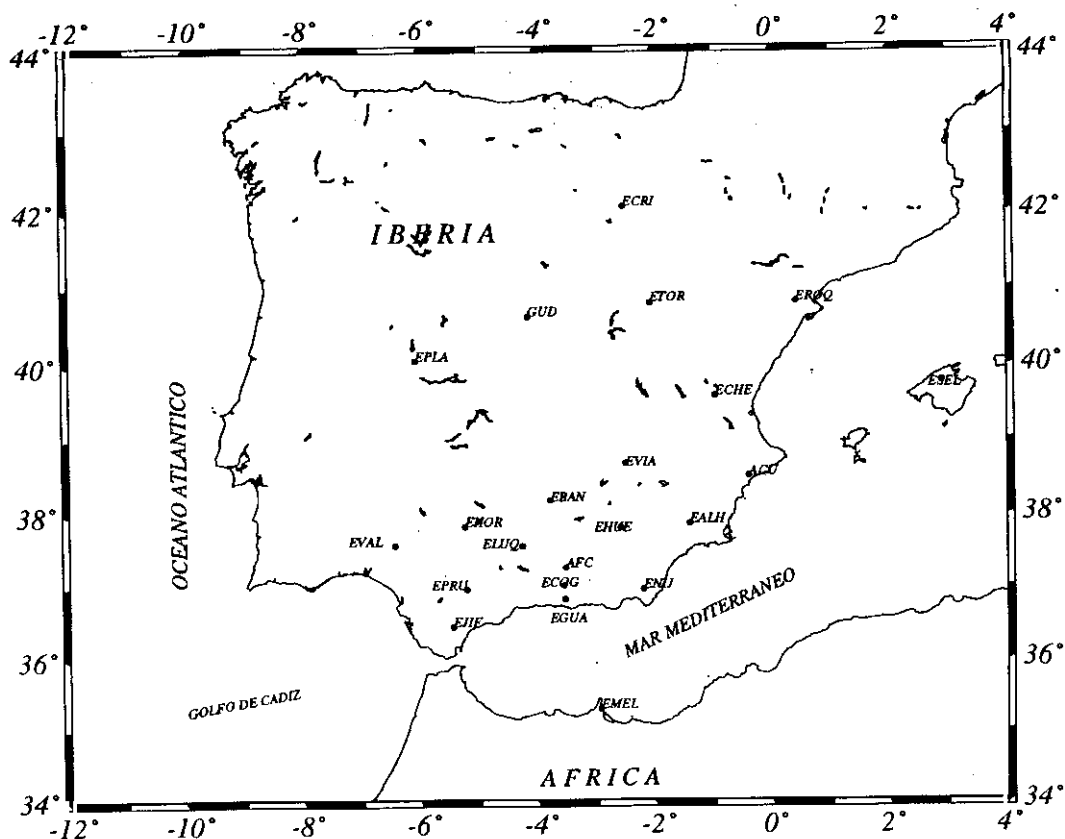 -12° -10° -8° -6° -4° -2° 0° 2° 4°
44° 44°
ECRI
42° 42°
IBERIA
ETOR EROQ
GUD
EPLA
40° 40°
ESEL
ECHE
OCEANO ATLANTICO
EVIA
ACU
EBAN
38° 38°
EMOR EHUE EALH
EVAL ELUQ
AFC
EPRU ECOG ENIJ
EGUA
EJIF
MAR MEDITERRANEO
36° 36°
GOLFO DE CADIZ
EMEL
AFRICA
34° 34°
-12° -10° -8° -6° -4° -2° 0° 2° 4°